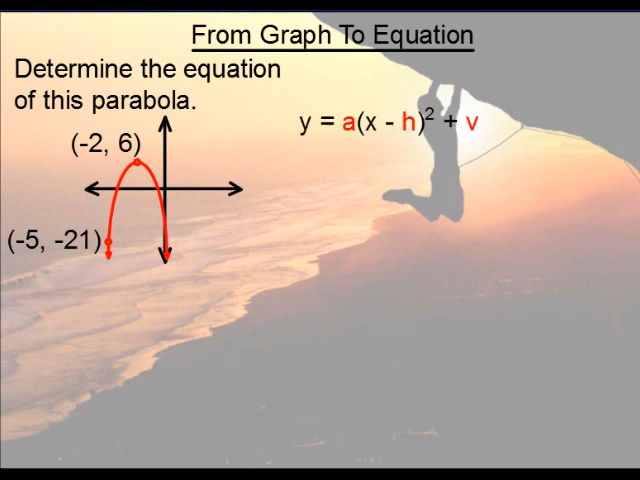 From Graph To Equation
Determine the equation
of this parabola.
y = a(x - h)² + v
(-2, 6)
(-5, -21)